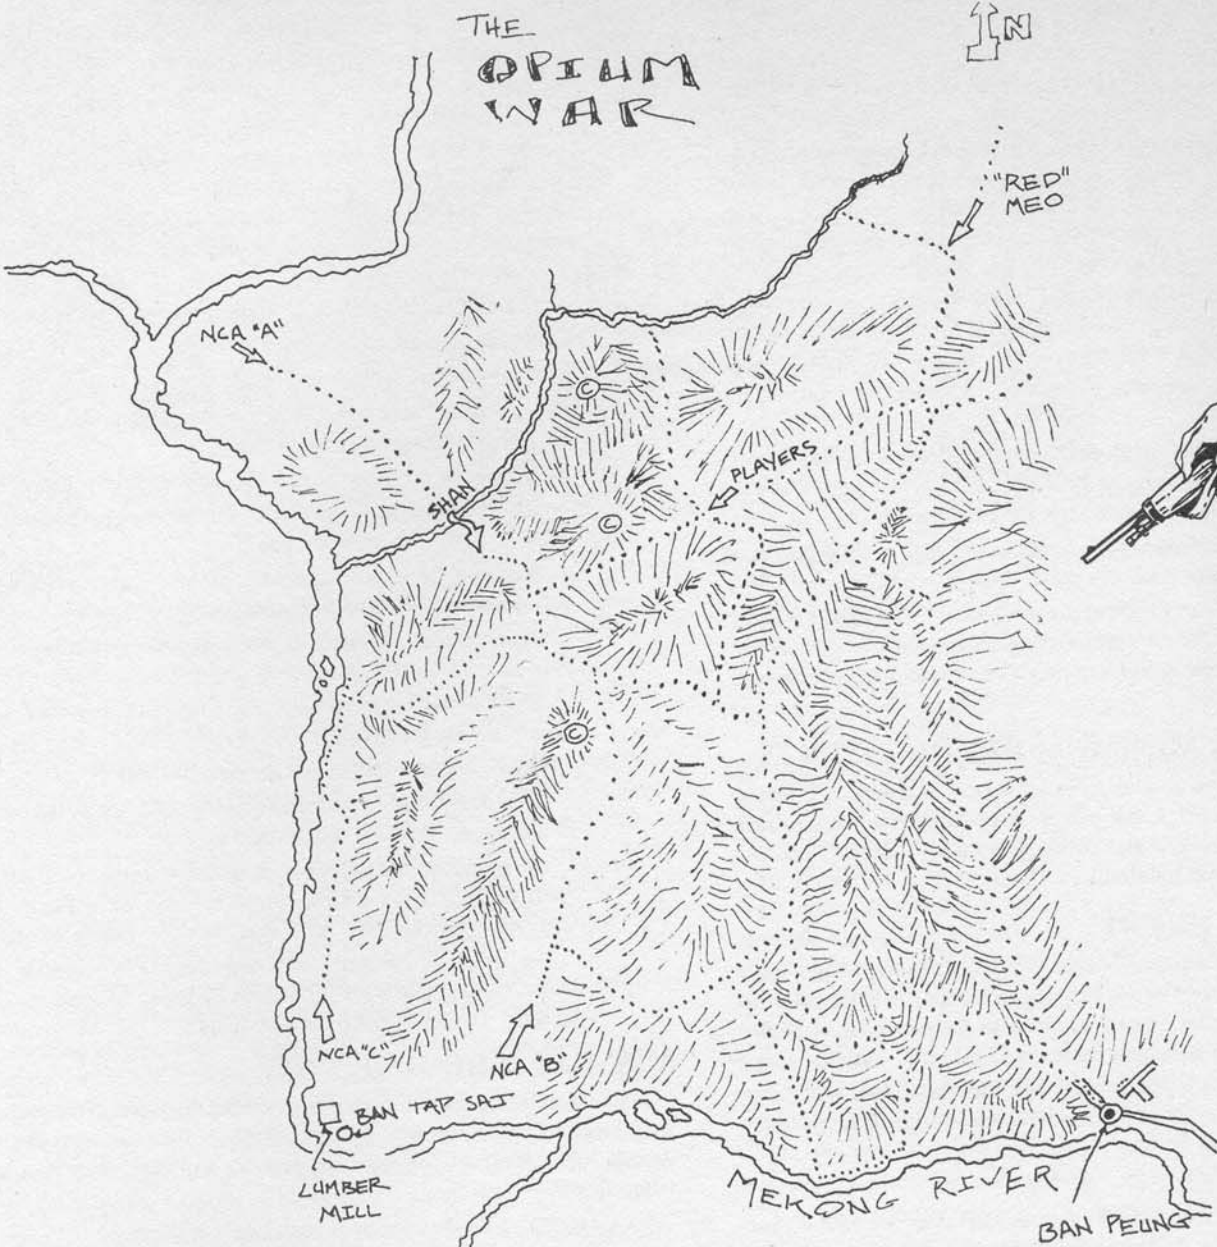 THE
OPIUM
WAR
N
"RED"
MEO
NCA "A"
PLAYERS
SHAN
C
C
C
NCA "C"
NCA "B"
BAN TAP SAI
LUMBER
MILL
MEKONG RIVER
BAN PEUNG